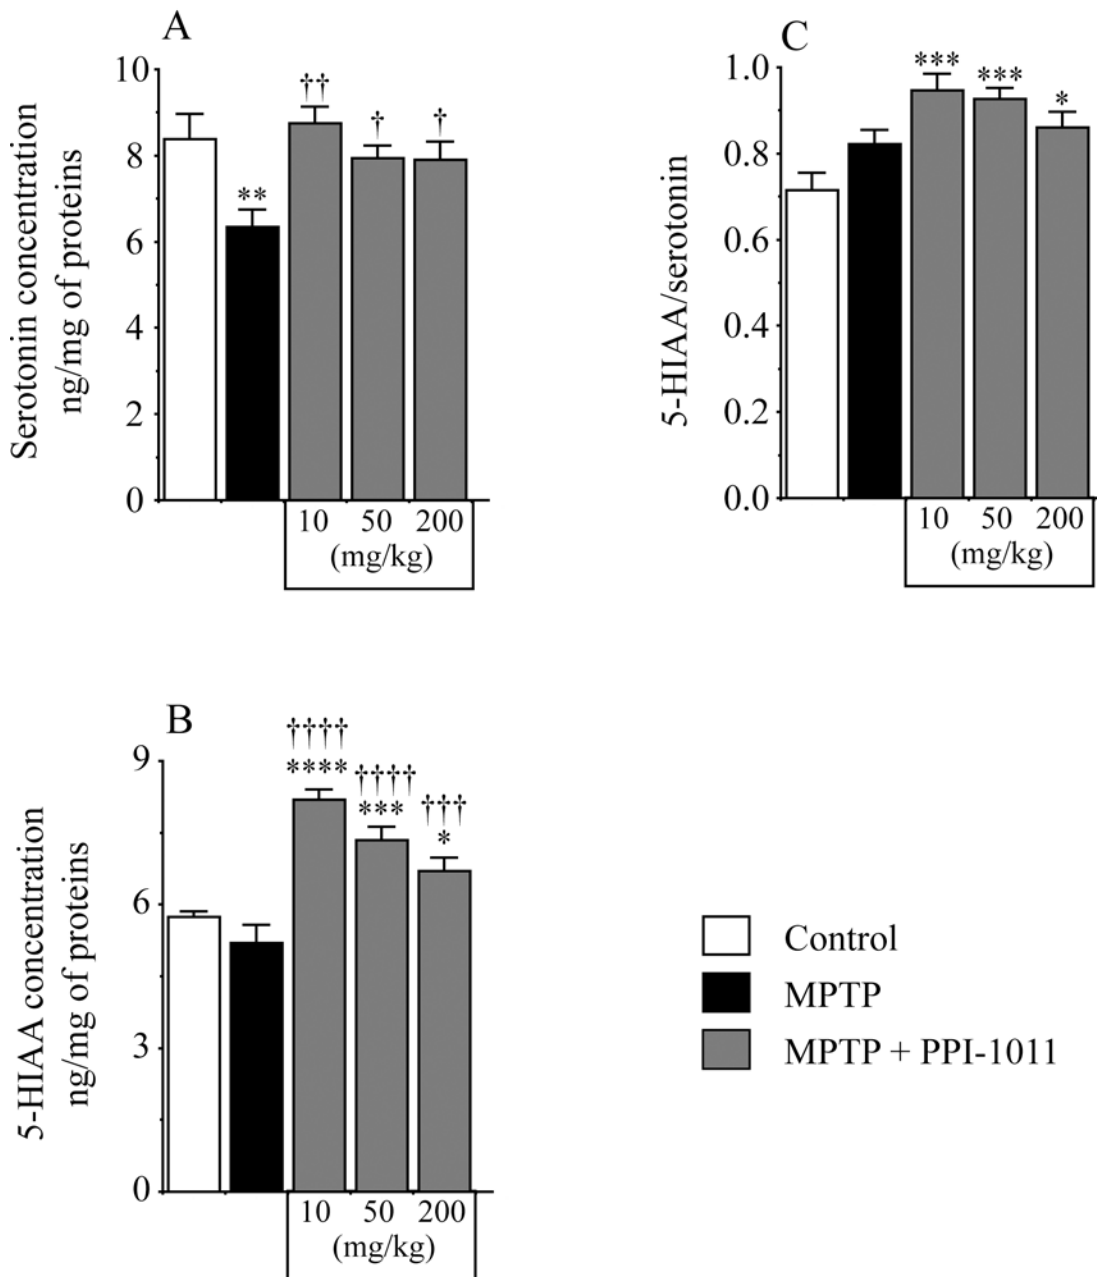 A
Serotonin concentration
ng/mg of proteins
10
8
6
4
2
0
**
††
†
†
10 50 200
(mg/kg)
C
5-HIAA/serotonin
1.0
0.8
0.6
0.4
0.2
0.0
***
***
*
10 50 200
(mg/kg)
B
5-HIAA concentration
ng/mg of proteins
9
6
3
0
††††
****
††††
***
†††
*
10 50 200
(mg/kg)
Control
MPTP
MPTP + PPI-1011